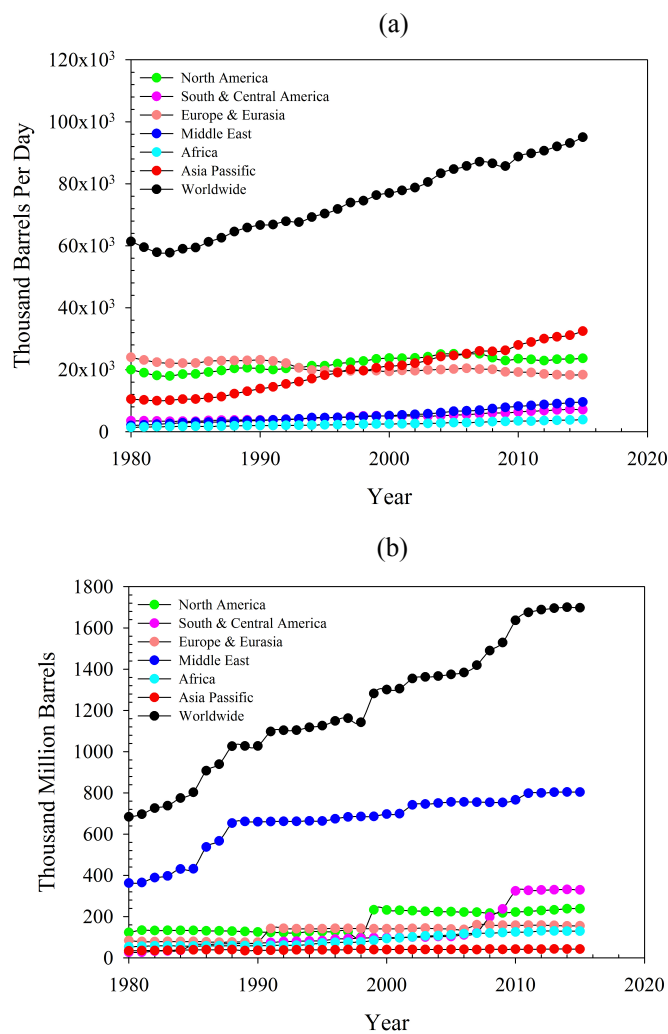 (a)
120x10³
100x10³
80x10³
60x10³
40x10³
20x10³
0
Thousand Barrels Per Day
North America
South & Central America
Europe & Eurasia
Middle East
Africa
Asia Passific
Worldwide
1980 1990 2000 2010 2020
Year
(b)
1800
1600
1400
1200
1000
800
600
400
200
0
Thousand Million Barrels
North America
South & Central America
Europe & Eurasia
Middle East
Africa
Asia Passific
Worldwide
1980 1990 2000 2010 2020
Year